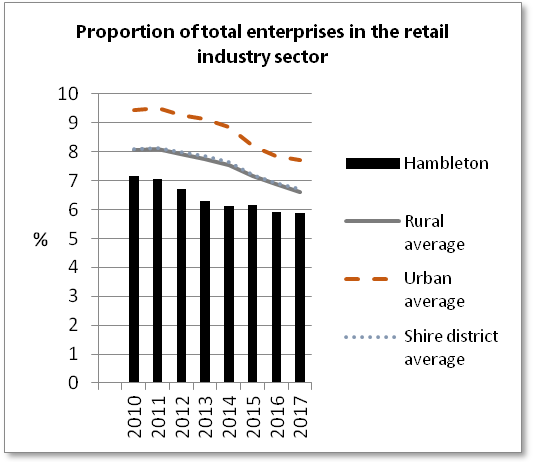 Proportion of total enterprises in the retail
industry sector
10
9
8
7
6
5
4
3
2
1
0
%
2010
2011
2012
2013
2014
2015
2016
2017
Hambleton
Rural
average
Urban
average
Shire district
average